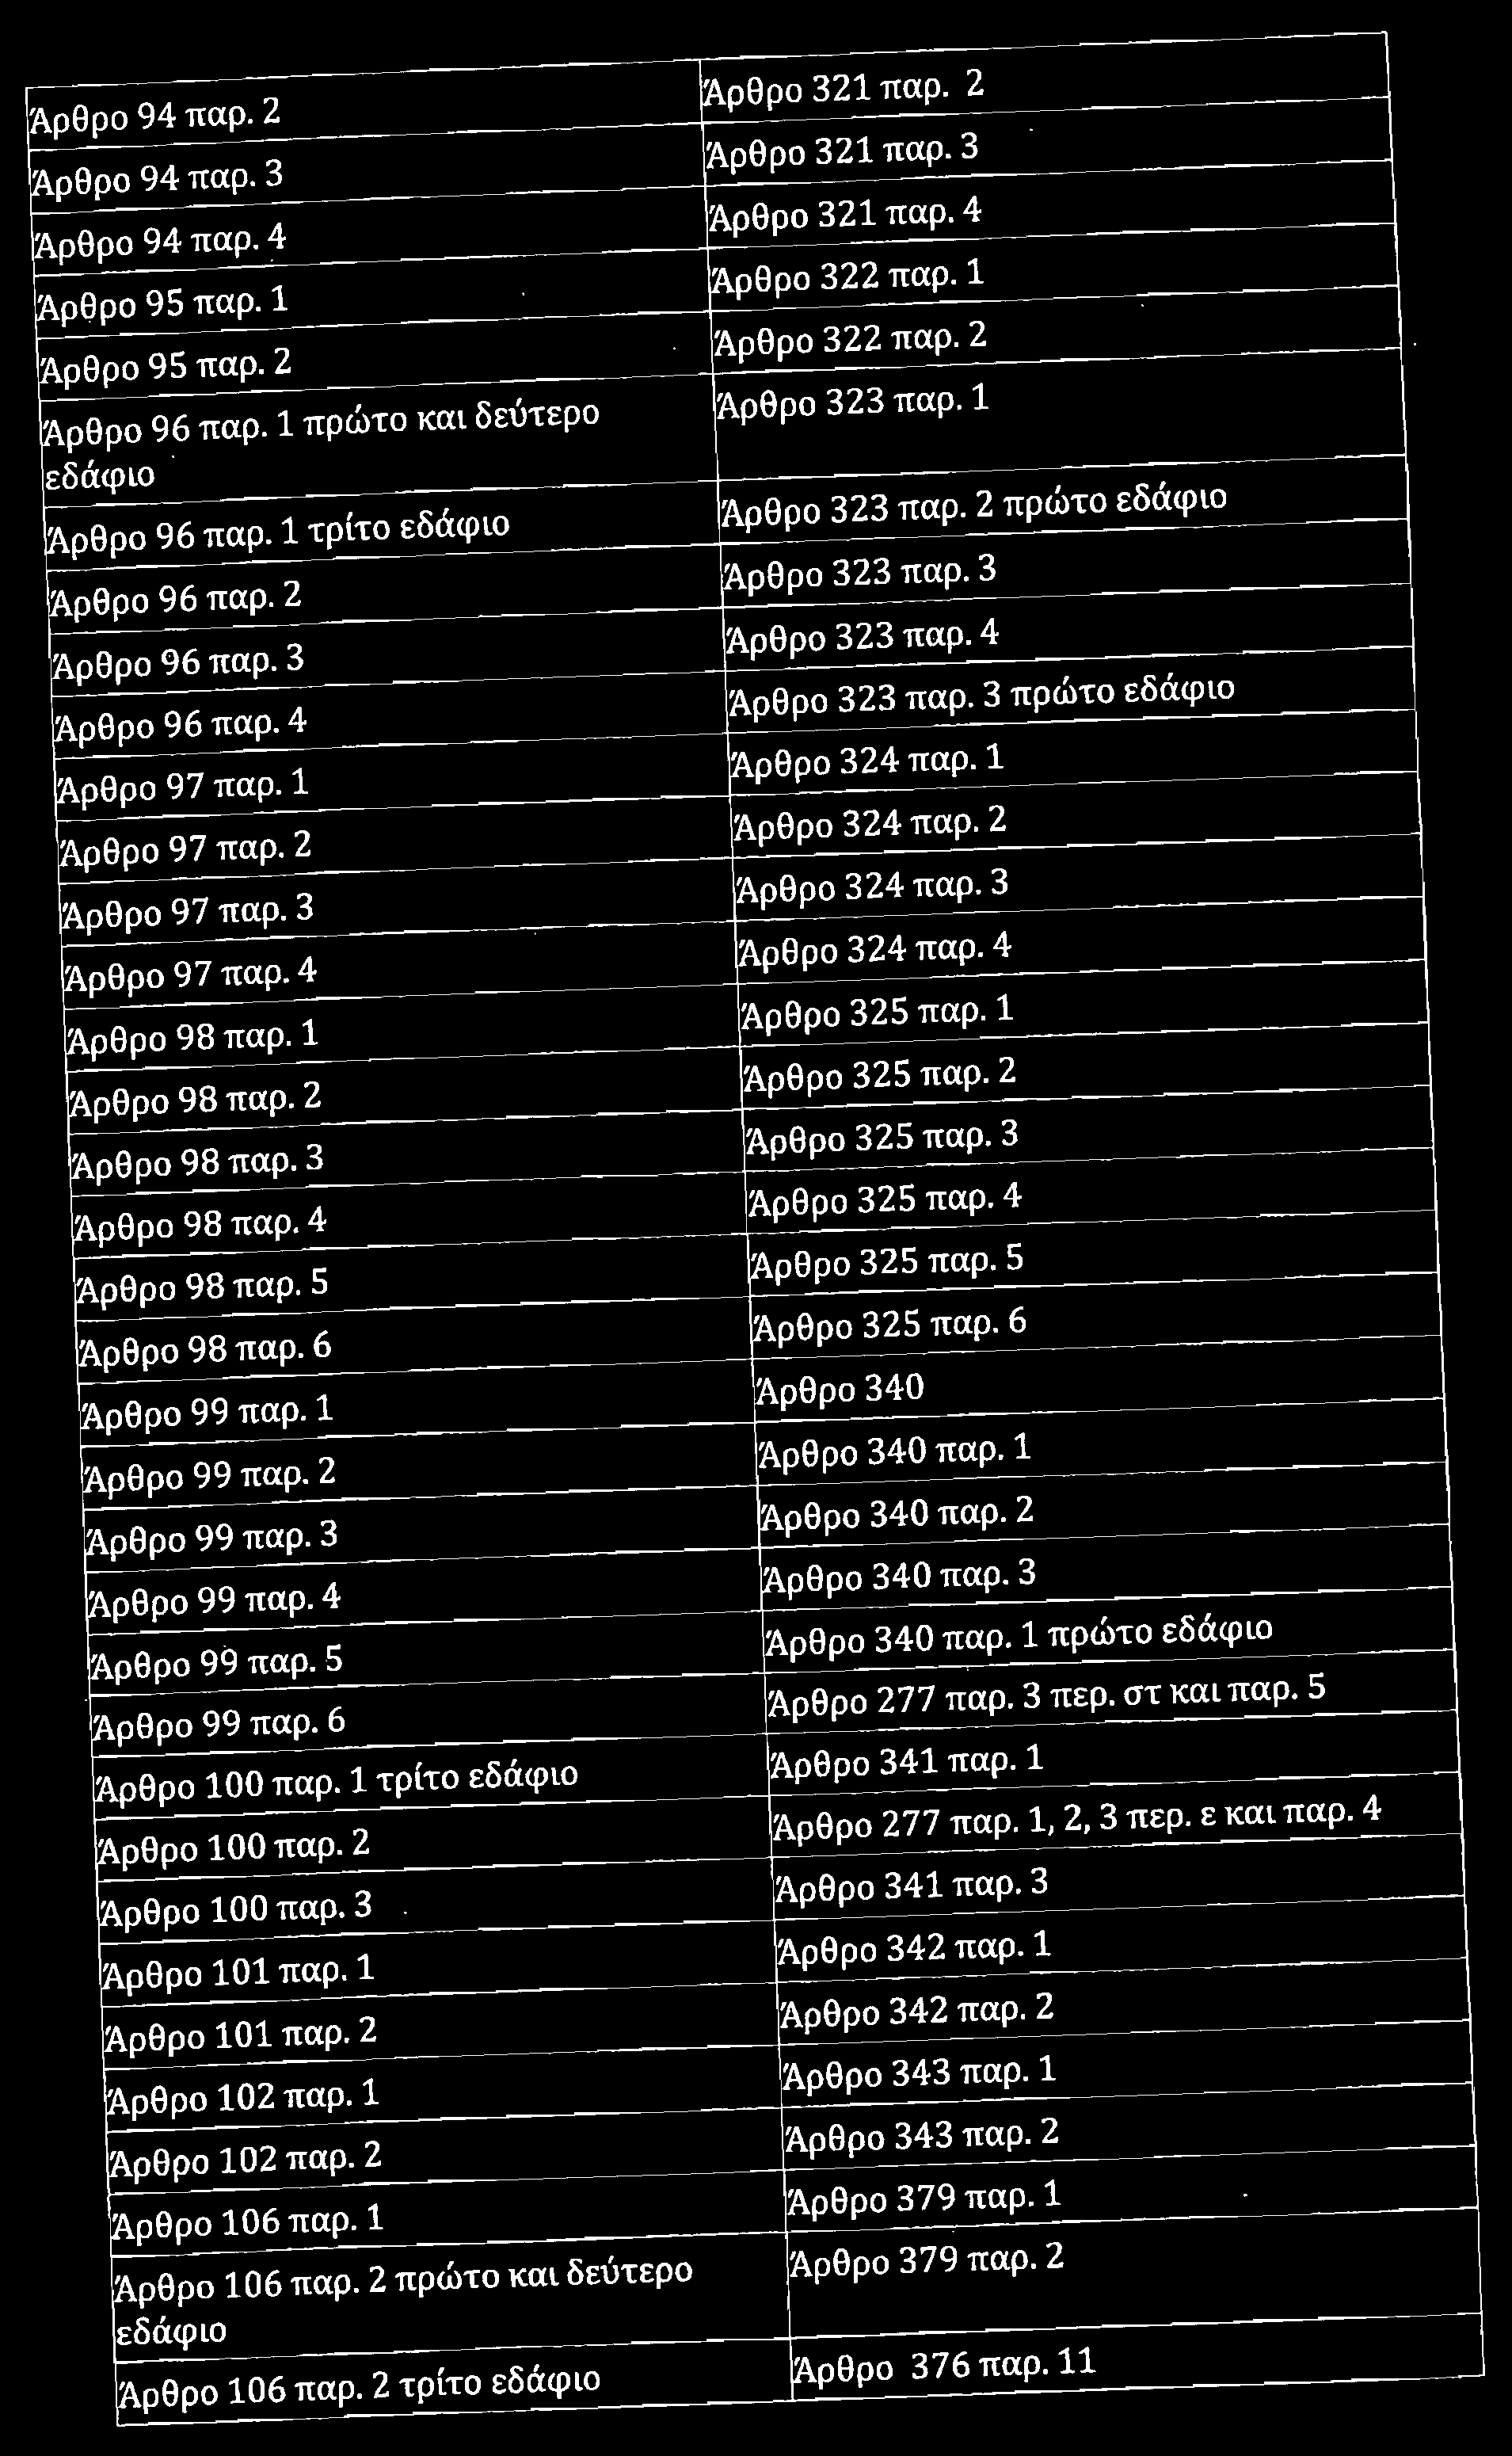 Άρθρο 94 παρ. 2 Άρθρο 321 παρ. 2
Άρθρο 94 παρ. 3 Άρθρο 321 παρ. 3
Άρθρο 94 παρ. 4 Άρθρο 321 παρ. 4
Άρθρο 95 παρ. 1 Άρθρο 322 παρ. 1
Άρθρο 95 παρ. 2 Άρθρο 322 παρ. 2
Άρθρο 96 παρ. 1 πρώτο και δεύτερο Άρθρο 323 παρ. 1
εδάφιο
Άρθρο 96 παρ. 1 τρίτο εδάφιο Άρθρο 323 παρ. 2 πρώτο εδάφιο
Άρθρο 96 παρ. 2 Άρθρο 323 παρ. 3
Άρθρο 96 παρ. 3 Άρθρο 323 παρ. 4
Άρθρο 96 παρ. 4 Άρθρο 323 παρ. 3 πρώτο εδάφιο
Άρθρο 97 παρ. 1 Άρθρο 324 παρ. 1
Άρθρο 97 παρ. 2 Άρθρο 324 παρ. 2
Άρθρο 97 παρ. 3 Άρθρο 324 παρ. 3
Άρθρο 97 παρ. 4 Άρθρο 324 παρ. 4
Άρθρο 98 παρ. 1 Άρθρο 325 παρ. 1
Άρθρο 98 παρ. 2 Άρθρο 325 παρ. 2
Άρθρο 98 παρ. 3 Άρθρο 325 παρ. 3
Άρθρο 98 παρ. 4 Άρθρο 325 παρ. 4
Άρθρο 98 παρ. 5 Άρθρο 325 παρ. 5
Άρθρο 98 παρ. 6 Άρθρο 325 παρ. 6
Άρθρο 99 παρ. 1 Άρθρο 340
Άρθρο 99 παρ. 2 Άρθρο 340 παρ. 1
Άρθρο 99 παρ. 3 Άρθρο 340 παρ. 2
Άρθρο 99 παρ. 4 Άρθρο 340 παρ. 3
Άρθρο 99 παρ. 5 Άρθρο 340 παρ. 1 πρώτο εδάφιο
Άρθρο 99 παρ. 6 Άρθρο 277 παρ. 3 περ. στ και παρ. 5
Άρθρο 100 παρ. 1 τρίτο εδάφιο Άρθρο 341 παρ. 1
Άρθρο 100 παρ. 2 Άρθρο 277 παρ. 1, 2, 3 περ. ε και παρ. 4
Άρθρο 100 παρ. 3 Άρθρο 341 παρ. 3
Άρθρο 101 παρ. 1 Άρθρο 342 παρ. 1
Άρθρο 101 παρ. 2 Άρθρο 342 παρ. 2
Άρθρο 102 παρ. 1 Άρθρο 343 παρ. 1
Άρθρο 102 παρ. 2 Άρθρο 343 παρ. 2
Άρθρο 106 παρ. 1 Άρθρο 379 παρ. 1
Άρθρο 106 παρ. 2 πρώτο και δεύτερο Άρθρο 379 παρ. 2
εδάφιο
Άρθρο 106 παρ. 2 τρίτο εδάφιο Άρθρο 376 παρ. 11